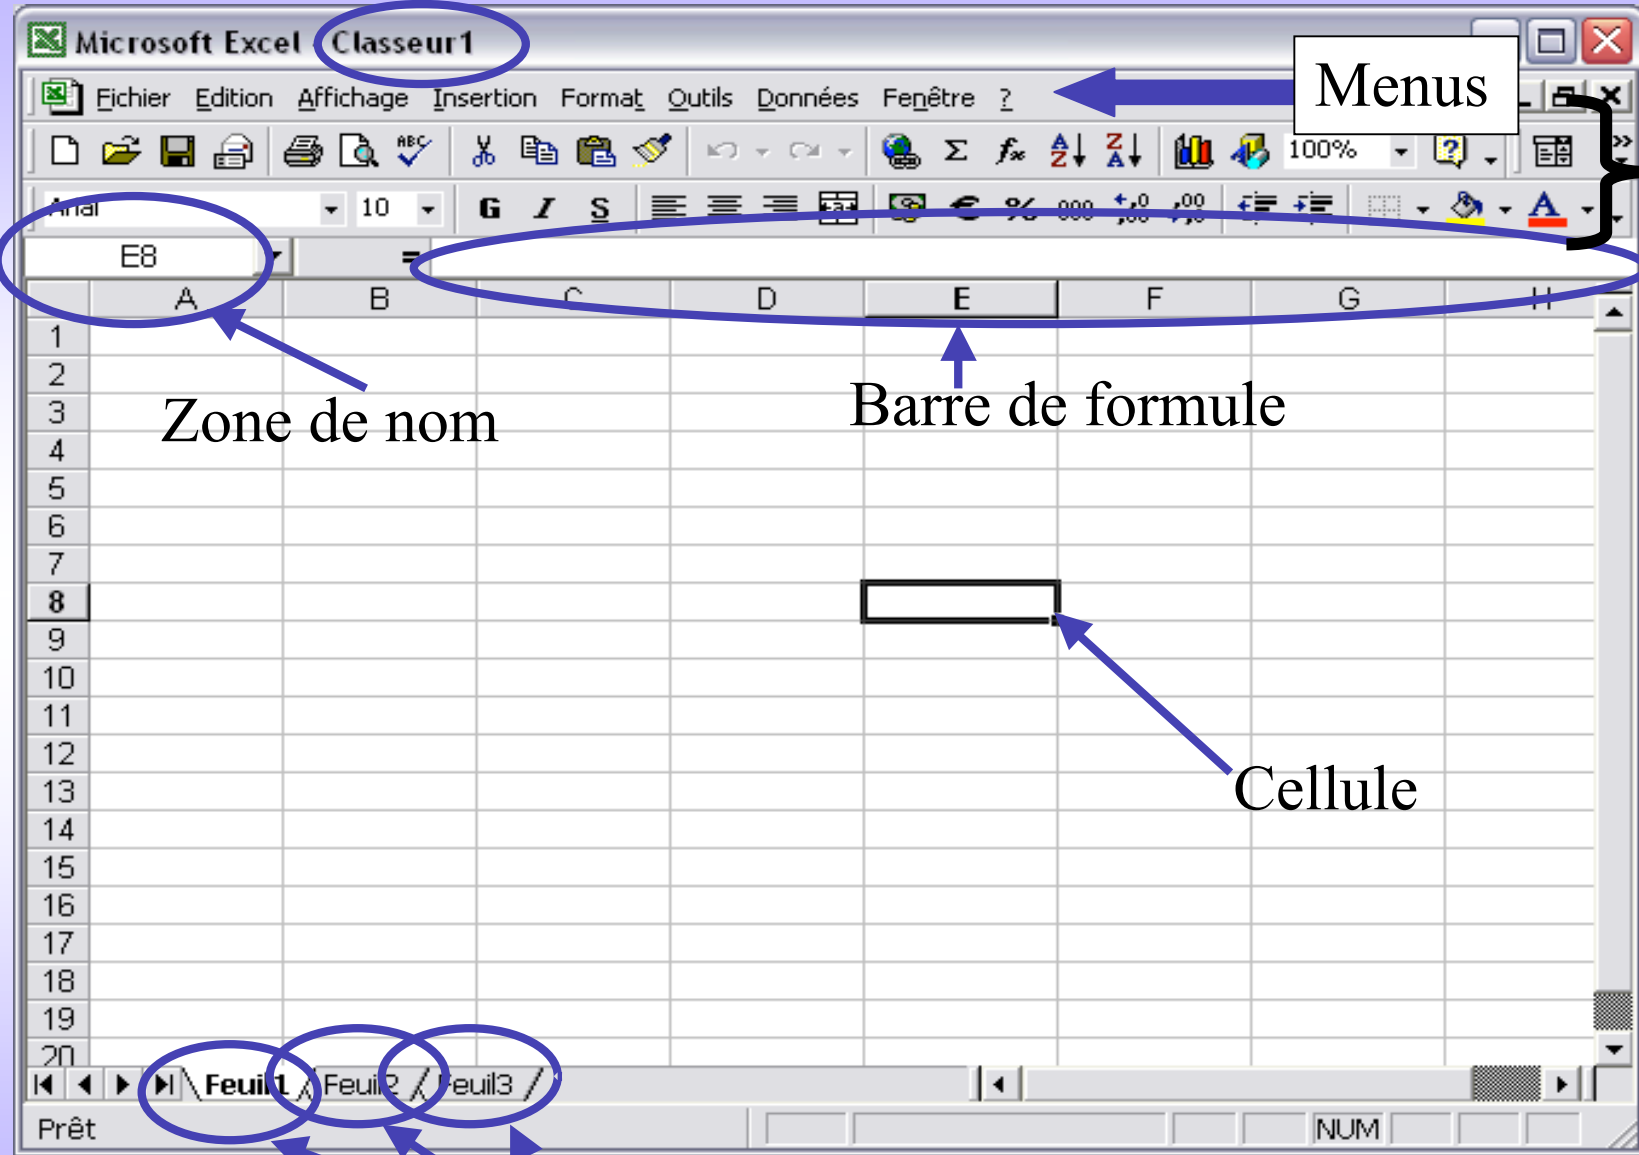 Microsoft Excel - Classeur1
Fichier Edition Affichage Insertion Format Outils Données Fenêtre ?
Menus
100%
Arial 10 G I S € % 000
E8 =
A B C D E F G H
1
2
Zone de nom
Barre de formule
3
4
5
6
7
8
9
10
11
12
Cellule
13
14
15
16
17
18
19
20
Feuil1 Feuil2 Feuil3
Prêt NUM